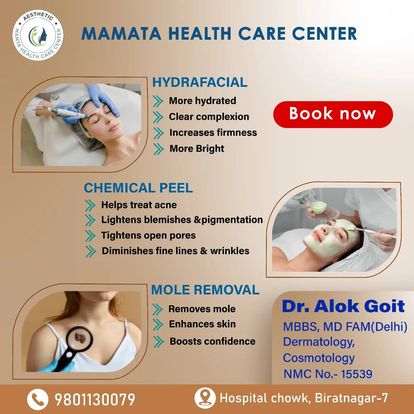 AESTHETIC
MAMTA HEALTH CARE CENTER
MAMATA HEALTH CARE CENTER
HYDRAFACIAL
More hydrated
Clear complexion
Increases firmness
More Bright
Book now
CHEMICAL PEEL
Helps treat acne
Lightens blemishes &pigmentation
Tightens open pores
Diminishes fine lines & wrinkles
MOLE REMOVAL
Removes mole
Enhances skin
Boosts confidence
Dr. Alok Goit
MBBS, MD FAM(Delhi)
Dermatology,
Cosmotology
NMC No.- 15539
9801130079
Hospital chowk, Biratnagar-7